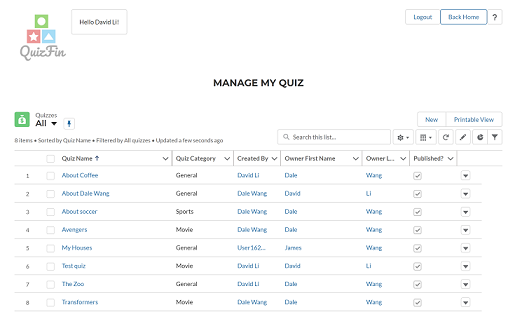 Hello David Li!
Logout
Back Home
?
QuizFin
MANAGE MY QUIZ
Quizzes
All
New
Printable View
8 items • Sorted by Quiz Name • Filtered by All quizzes • Updated a few seconds ago
Search this list...
Quiz Name ↑ Quiz Category Created By Owner First Name Owner L... Published?
1 About Coffee General David Li Dale Wang
2 About Dale Wang General Dale Wang David Li
3 About soccer Sports Dale Wang Dale Wang
4 Avengers Movie Dale Wang Dale Wang
5 My Houses General User162... James Wang
6 Test quiz Movie David Li David Li
7 The Zoo General David Li Dale Wang
8 Transformers Movie Dale Wang Dale Wang